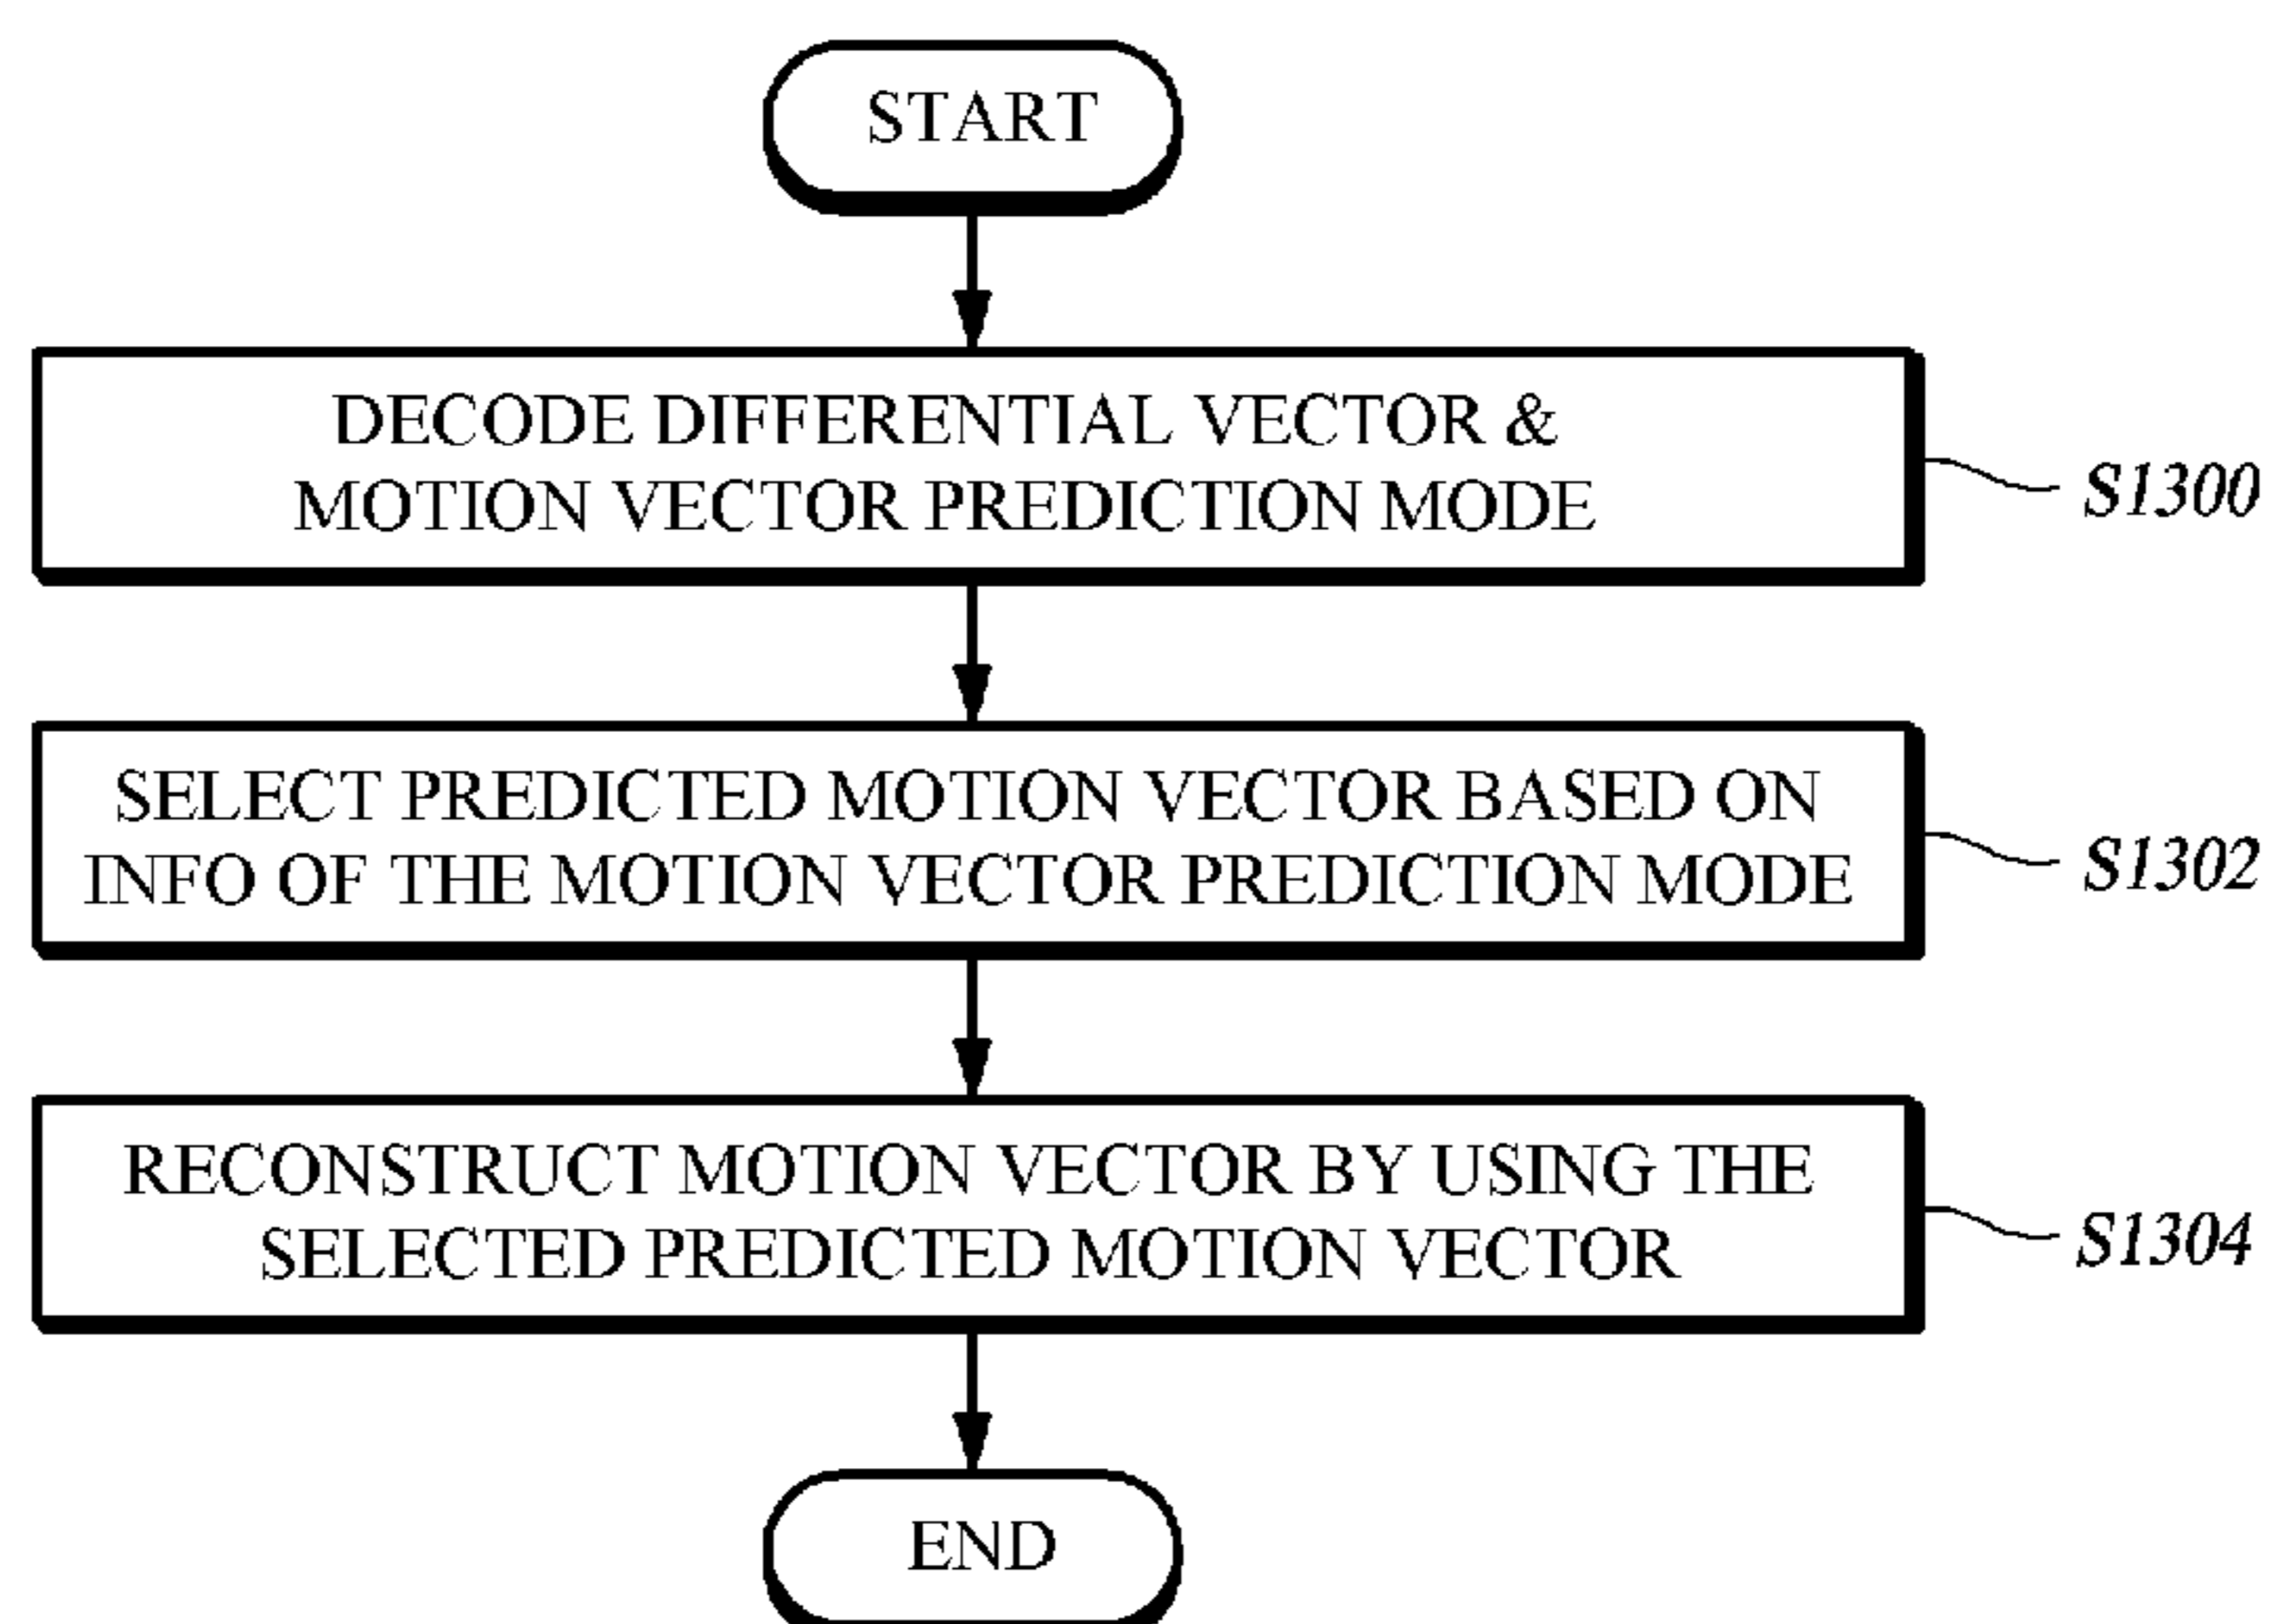 START
DECODE DIFFERENTIAL VECTOR &
MOTION VECTOR PREDICTION MODE
S1300
SELECT PREDICTED MOTION VECTOR BASED ON
INFO OF THE MOTION VECTOR PREDICTION MODE
S1302
RECONSTRUCT MOTION VECTOR BY USING THE
SELECTED PREDICTED MOTION VECTOR
S1304
END